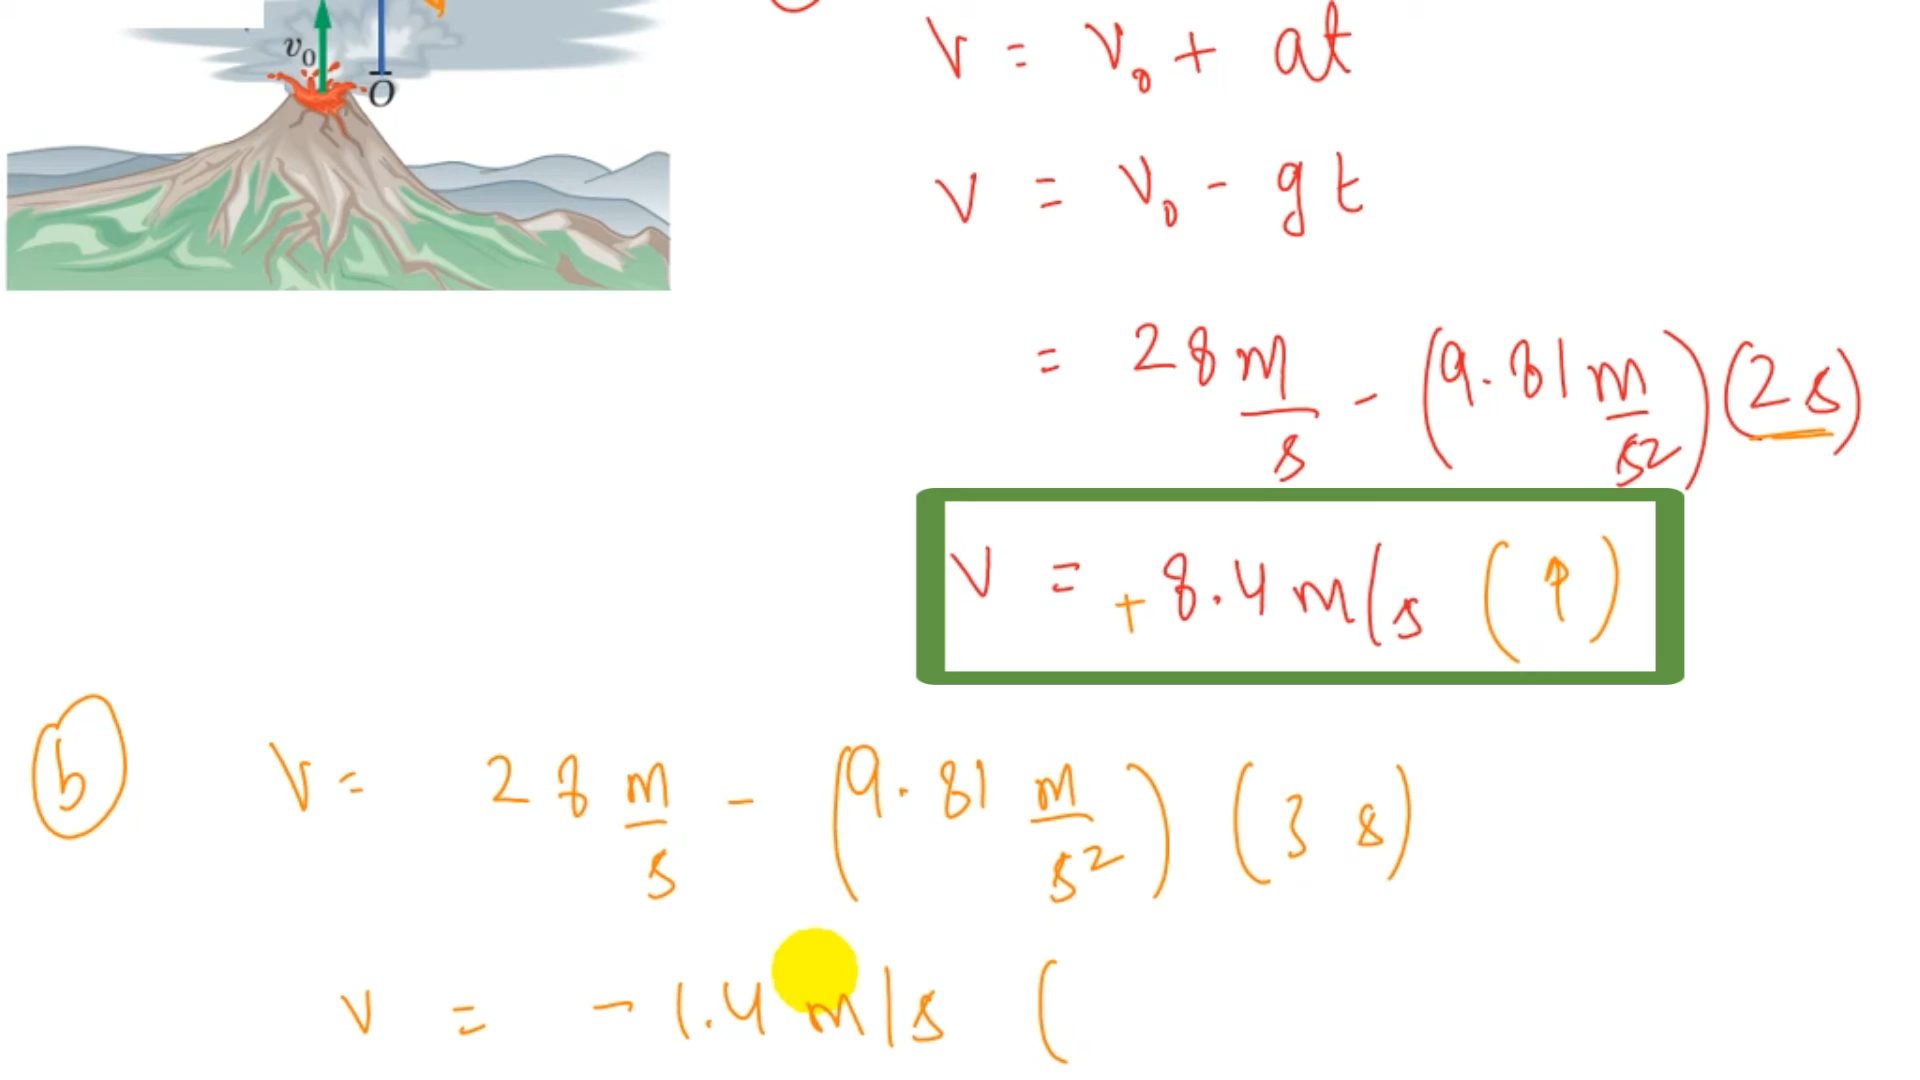 v₀
O
v = v₀ + at
v = v₀ - gt
= 28 m/s - (9.81 m/s²)(2 s)
v = +8.4 m/s (↑)
b
v = 28 m/s - (9.81 m/s²) (3 s)
v = -1.4 m/s (